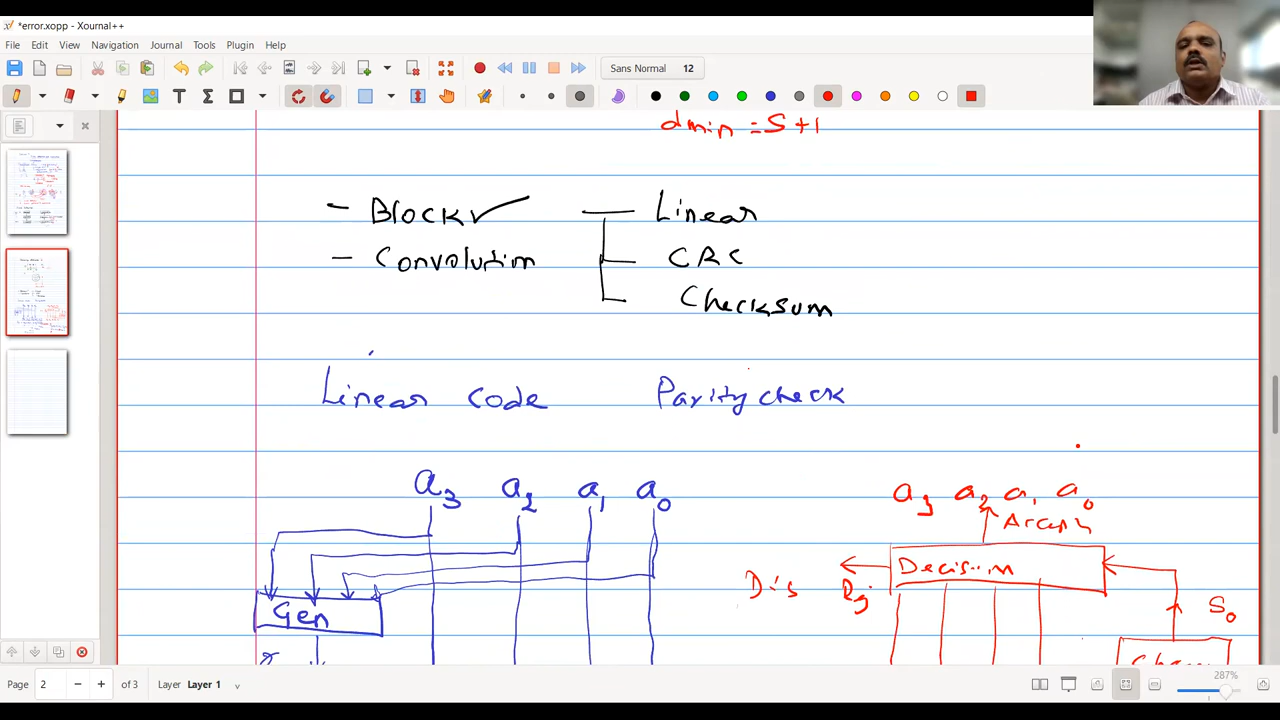 *error.xopp - Xournal++
File Edit View Navigation Journal Tools Plugin Help
Sans Normal 12
dmin = S+1
- Block ✓ Linear
- Convolution CRC
Checksum
Linear code Parity check
a3 a2 a1 a0
a3 a2 a1 a0
Accept
Decision
Dis
Gen
S0
Page 2 of 3 Layer Layer 1 287%